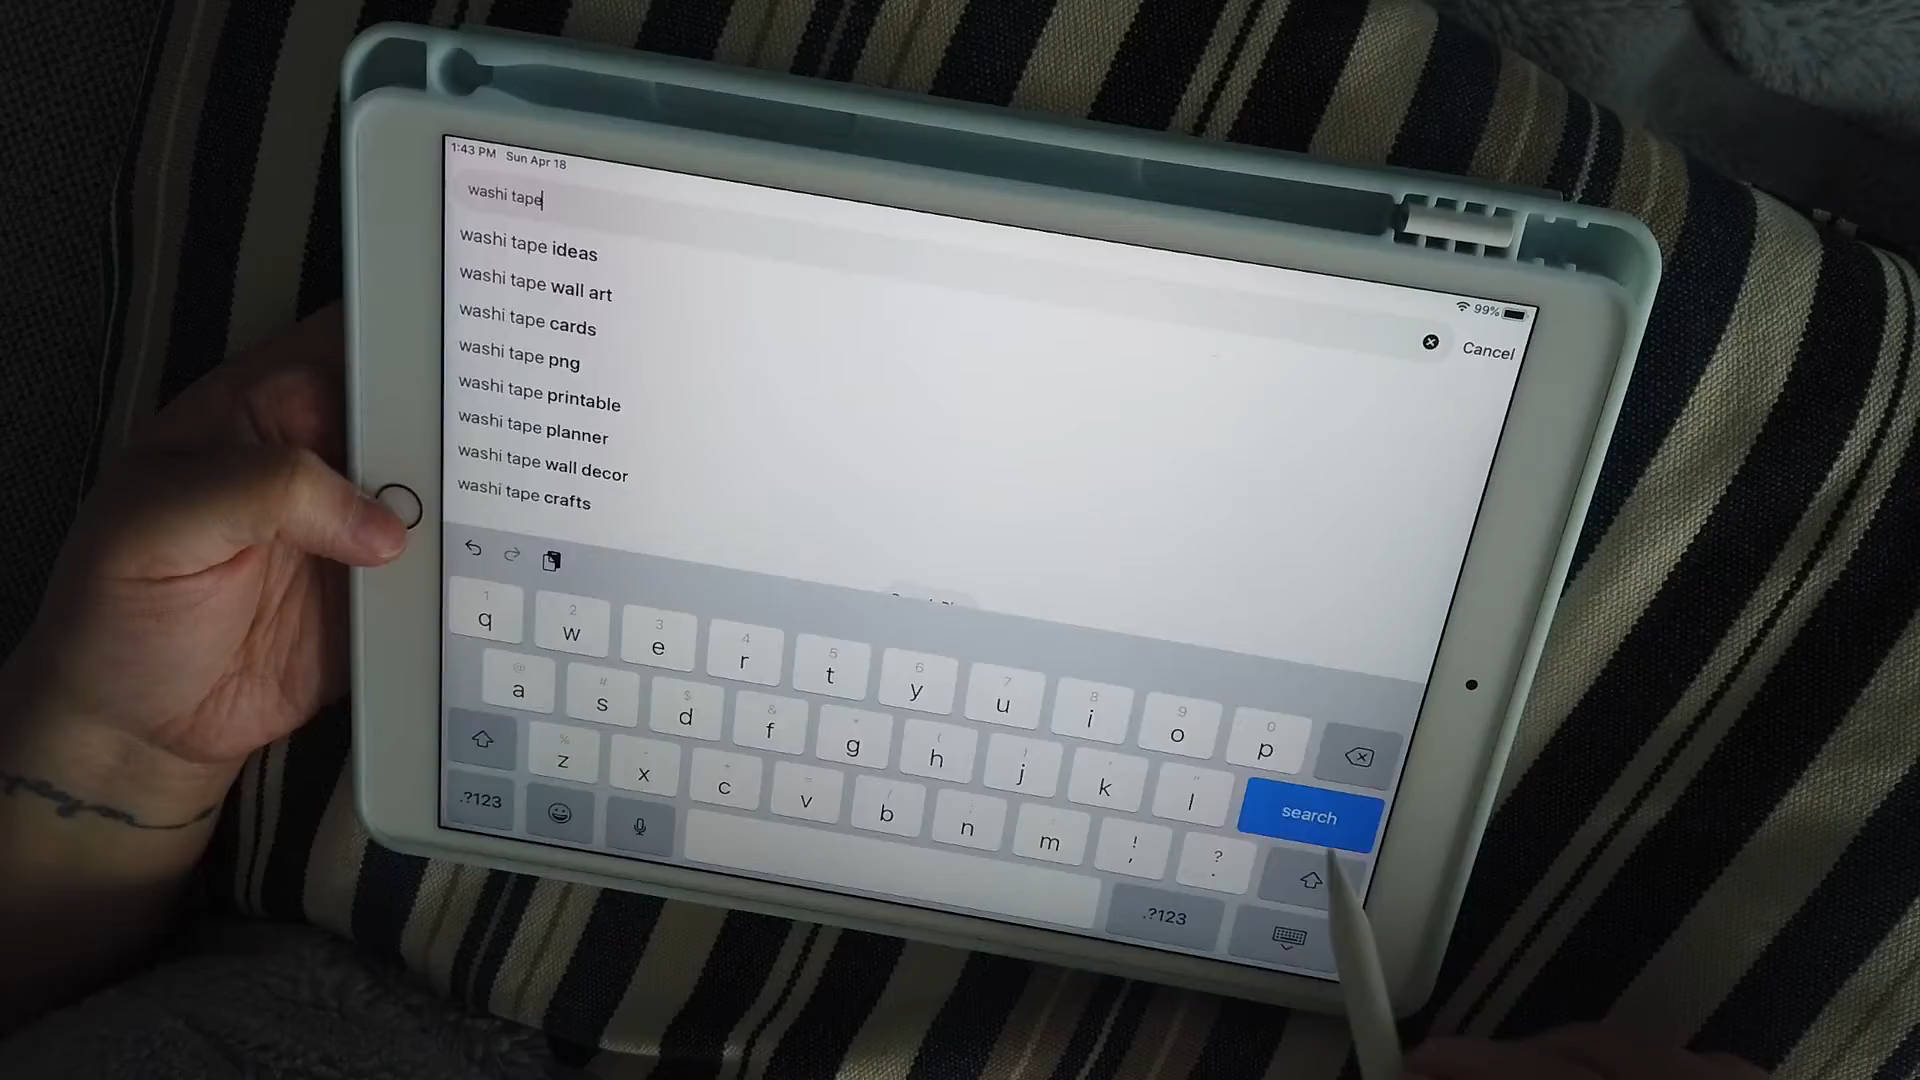 1:43 PM Sun Apr 18
99%
washi tape
Cancel
washi tape ideas
washi tape wall art
washi tape cards
washi tape png
washi tape printable
washi tape planner
washi tape wall decor
washi tape crafts
1 2 3 4 5 6 7 8 9 0
q w e r t y u i o p
@ # $ & * ( ) ' "
a s d f g h j k l
search
% - + = / ; : ! ?
z x c v b n m , .
.?123
.?123